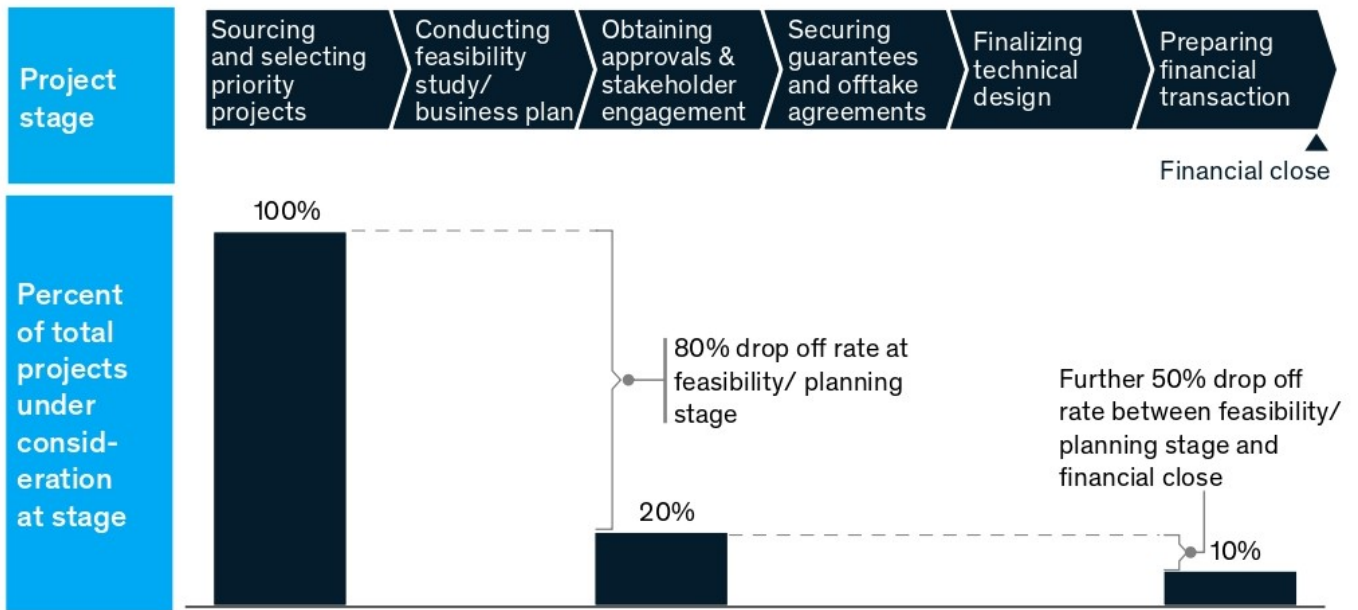 Project
stage
Sourcing
and selecting
priority
projects
Conducting
feasibility
study/
business plan
Obtaining
approvals &
stakeholder
engagement
Securing
guarantees
and offtake
agreements
Finalizing
technical
design
Preparing
financial
transaction
Financial close
Percent
of total
projects
under
consid-
eration
at stage
100%
80% drop off rate at
feasibility/ planning
stage
20%
Further 50% drop off
rate between feasibility/
planning stage and
financial close
10%